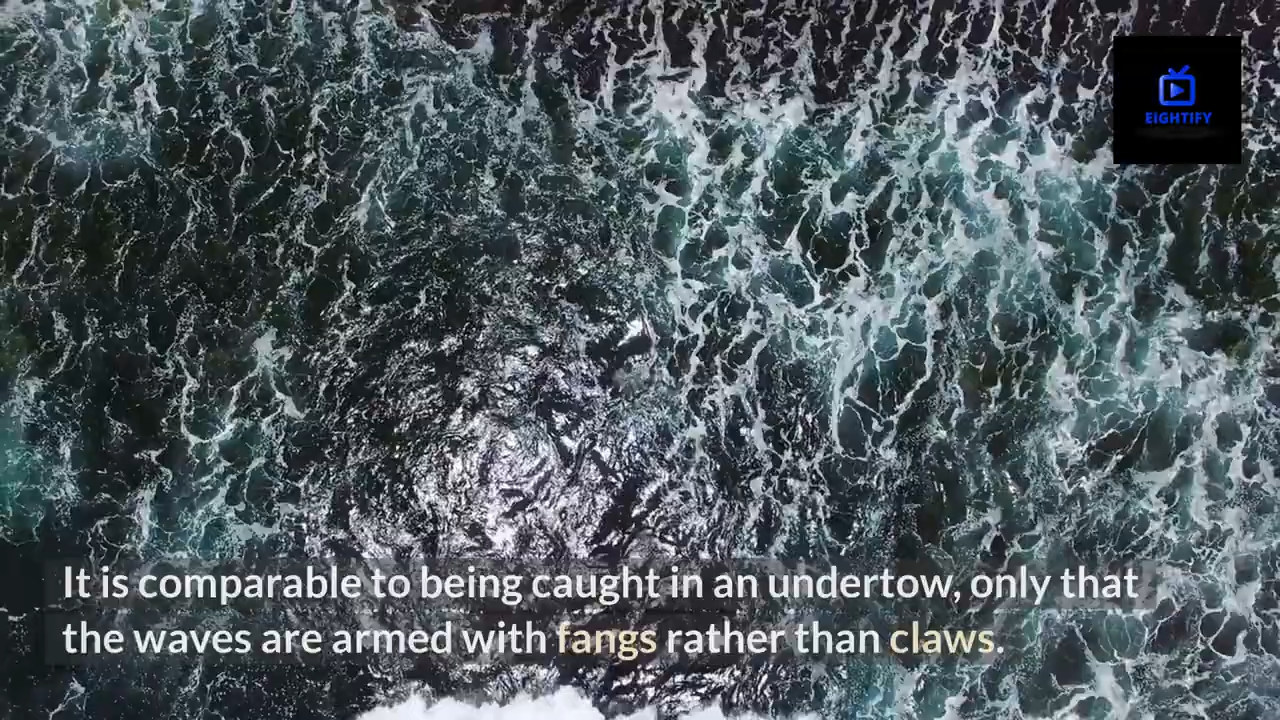 EIGHTIFY
It is comparable to being caught in an undertow, only that
the waves are armed with fangs rather than claws.